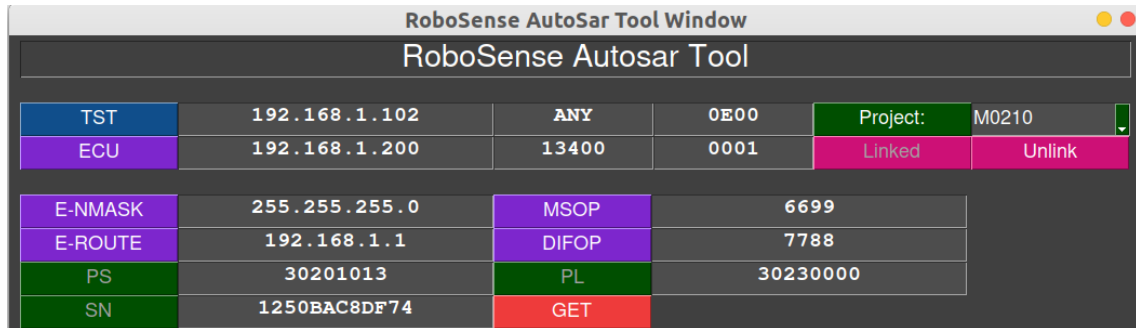 RoboSense AutoSar Tool Window
RoboSense Autosar Tool
TST 192.168.1.102 ANY 0E00 Project: M0210
ECU 192.168.1.200 13400 0001 Linked Unlink
E-NMASK 255.255.255.0 MSOP 6699
E-ROUTE 192.168.1.1 DIFOP 7788
PS 30201013 PL 30230000
SN 1250BAC8DF74 GET